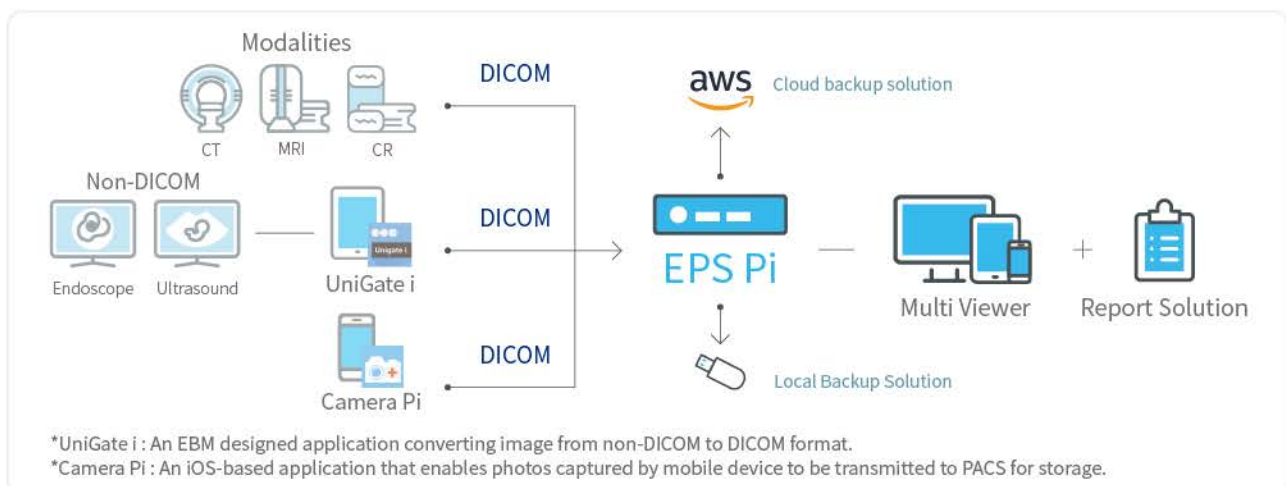 Modalities
DICOM
CT
MRI
CR
aws
Cloud backup solution
Non-DICOM
Endoscope
Ultrasound
Unigate i
UniGate i
DICOM
EPS Pi
Multi Viewer
Report Solution
Camera Pi
DICOM
Local Backup Solution
*UniGate i : An EBM designed application converting image from non-DICOM to DICOM format.
*Camera Pi : An iOS-based application that enables photos captured by mobile device to be transmitted to PACS for storage.